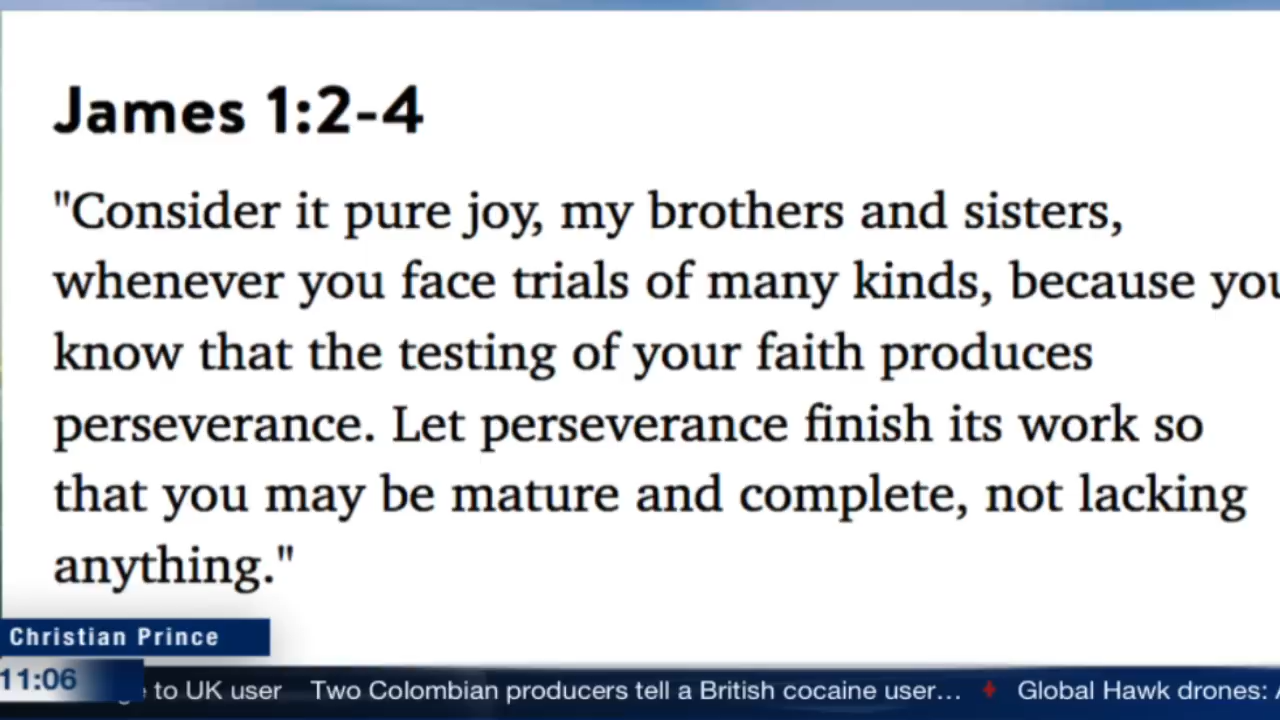 James 1:2-4
"Consider it pure joy, my brothers and sisters,
whenever you face trials of many kinds, because you
know that the testing of your faith produces
perseverance. Let perseverance finish its work so
that you may be mature and complete, not lacking
anything."
Christian Prince
11:06
to UK user Two Colombian producers tell a British cocaine user... Global Hawk drones: